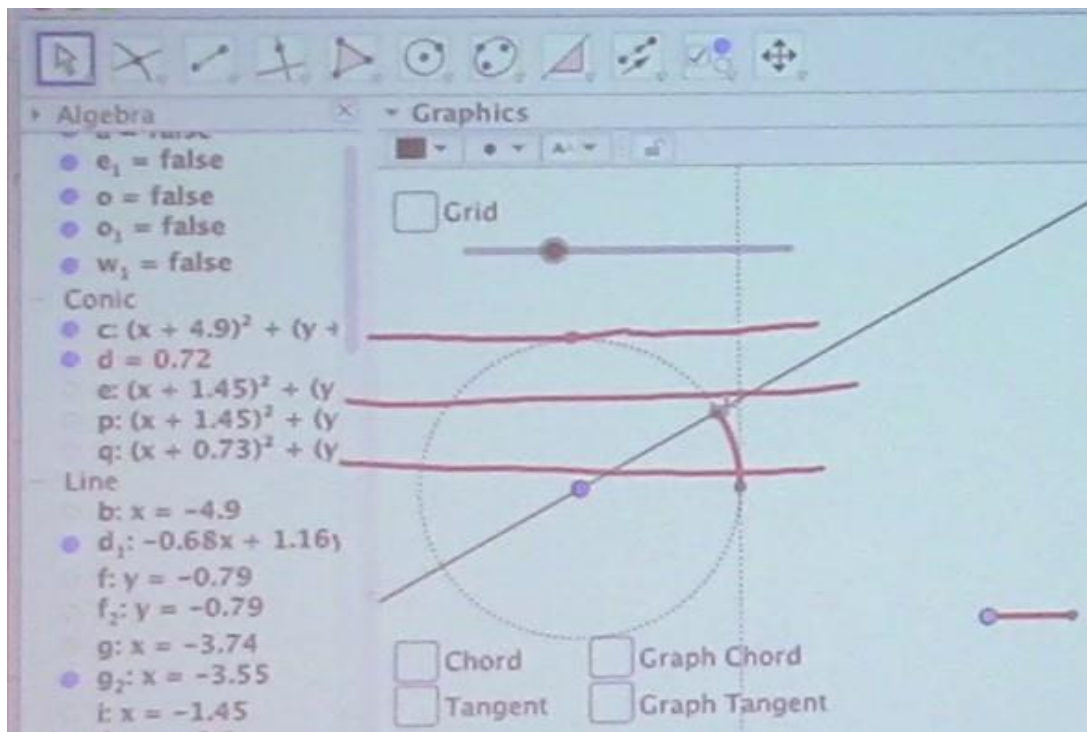 Algebra
Graphics
= false
e₁ = false
o = false
o₁ = false
w₁ = false
Grid
Conic
c: (x + 4.9)² + (y +
d = 0.72
e: (x + 1.45)² + (y
p: (x + 1.45)² + (y
q: (x + 0.73)² + (y
Line
b: x = −4.9
d₁: −0.68x + 1.16y
f: y = −0.79
f₂: y = −0.79
g: x = −3.74
g₂: x = −3.55
i: x = −1.45
Chord
Graph Chord
Tangent
Graph Tangent